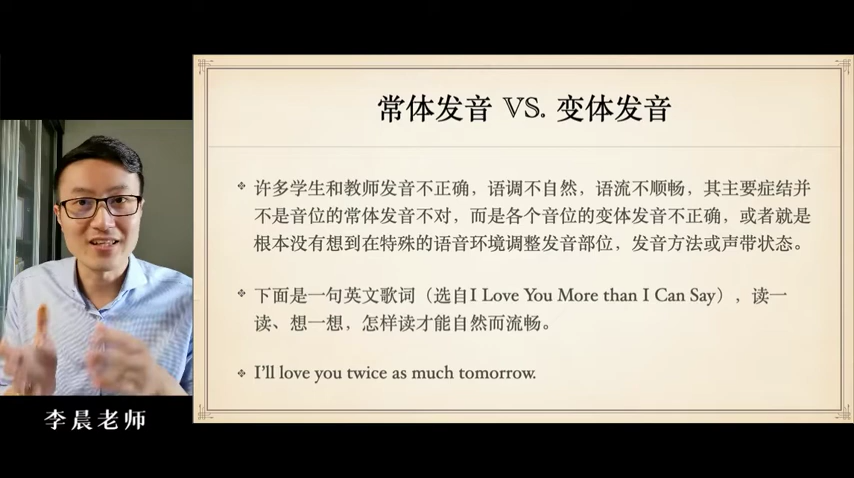 常体发音 VS. 变体发音
许多学生和教师发音不正确，语调不自然，语流不顺畅，其主要症结并
不是音位的常体发音不对，而是各个音位的变体发音不正确，或者就是
根本没有想到在特殊的语音环境调整发音部位，发音方法或声带状态。
下面是一句英文歌词（选自I Love You More than I Can Say），读一
读、想一想，怎样读才能自然而流畅。
I’ll love you twice as much tomorrow.
李晨老师